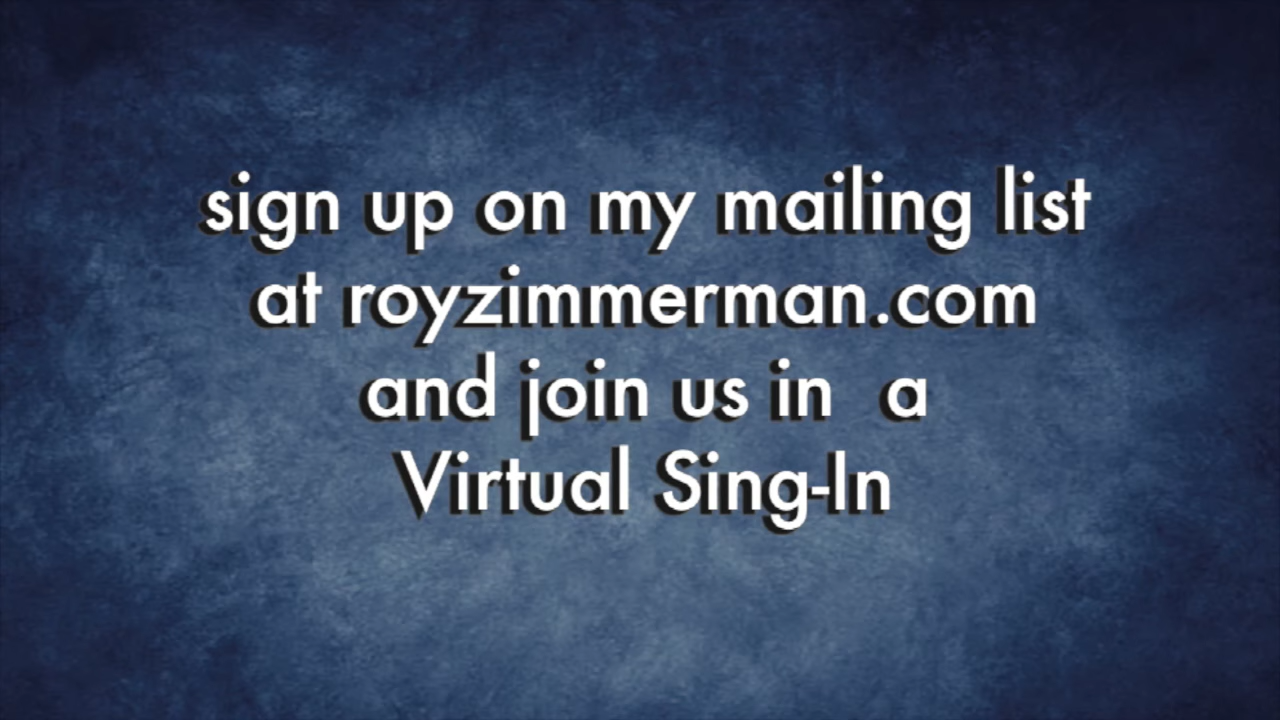 sign up on my mailing list
at royzimmerman.com
and join us in a
Virtual Sing-In